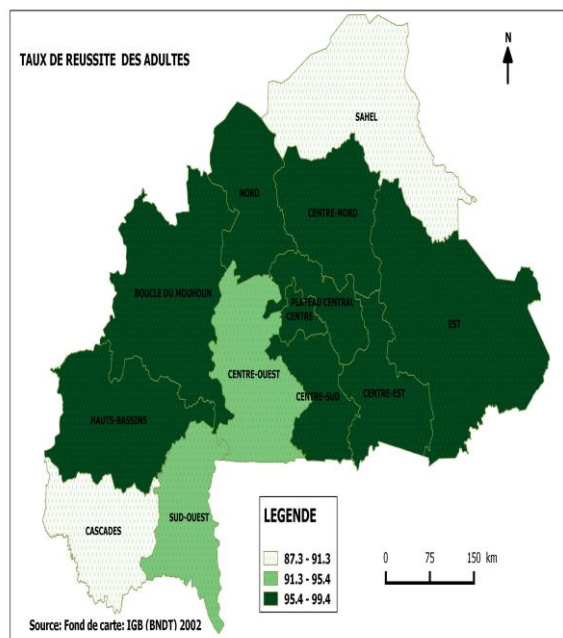 TAUX DE REUSSITE DES ADULTES
N
SAHEL
NORD
CENTRE-NORD
BOUCLE DU MOUHOUN
PLATEAU CENTRAL
CENTRE
EST
CENTRE-OUEST
CENTRE-SUD
CENTRE-EST
HAUTS-BASSINS
SUD-OUEST
CASCADES
LEGENDE
87.3 - 91.3
91.3 - 95.4
95.4 - 99.4
0 75 150 km
Source: Fond de carte: IGB (BNDT) 2002